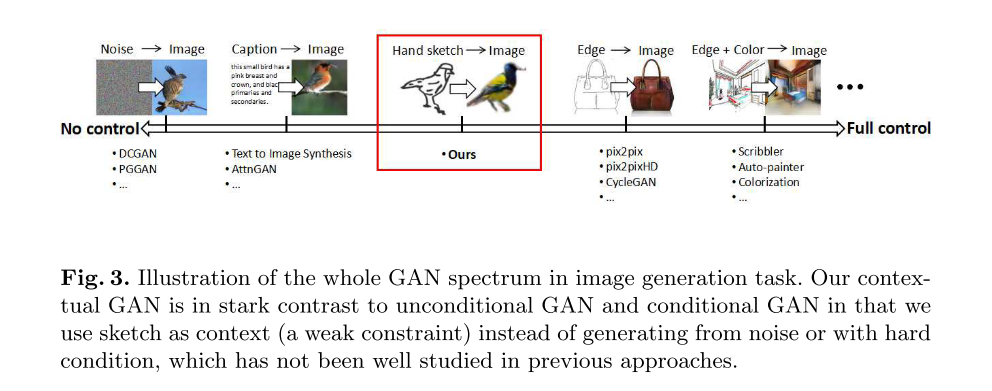 Noise → Image
Caption → Image
Hand sketch → Image
Edge → Image
Edge + Color → Image
this small bird has a
pink breast and
crown, and blac
primaries and
secondaries.
...
No control
Full control
• DCGAN
• PGGAN
• ...
• Text to Image Synthesis
• AttnGAN
• ...
• Ours
• pix2pix
• pix2pixHD
• CycleGAN
• ...
• Scribbler
• Auto-painter
• Colorization
• ...
Fig. 3. Illustration of the whole GAN spectrum in image generation task. Our contex-
tual GAN is in stark contrast to unconditional GAN and conditional GAN in that we
use sketch as context (a weak constraint) instead of generating from noise or with hard
condition, which has not been well studied in previous approaches.